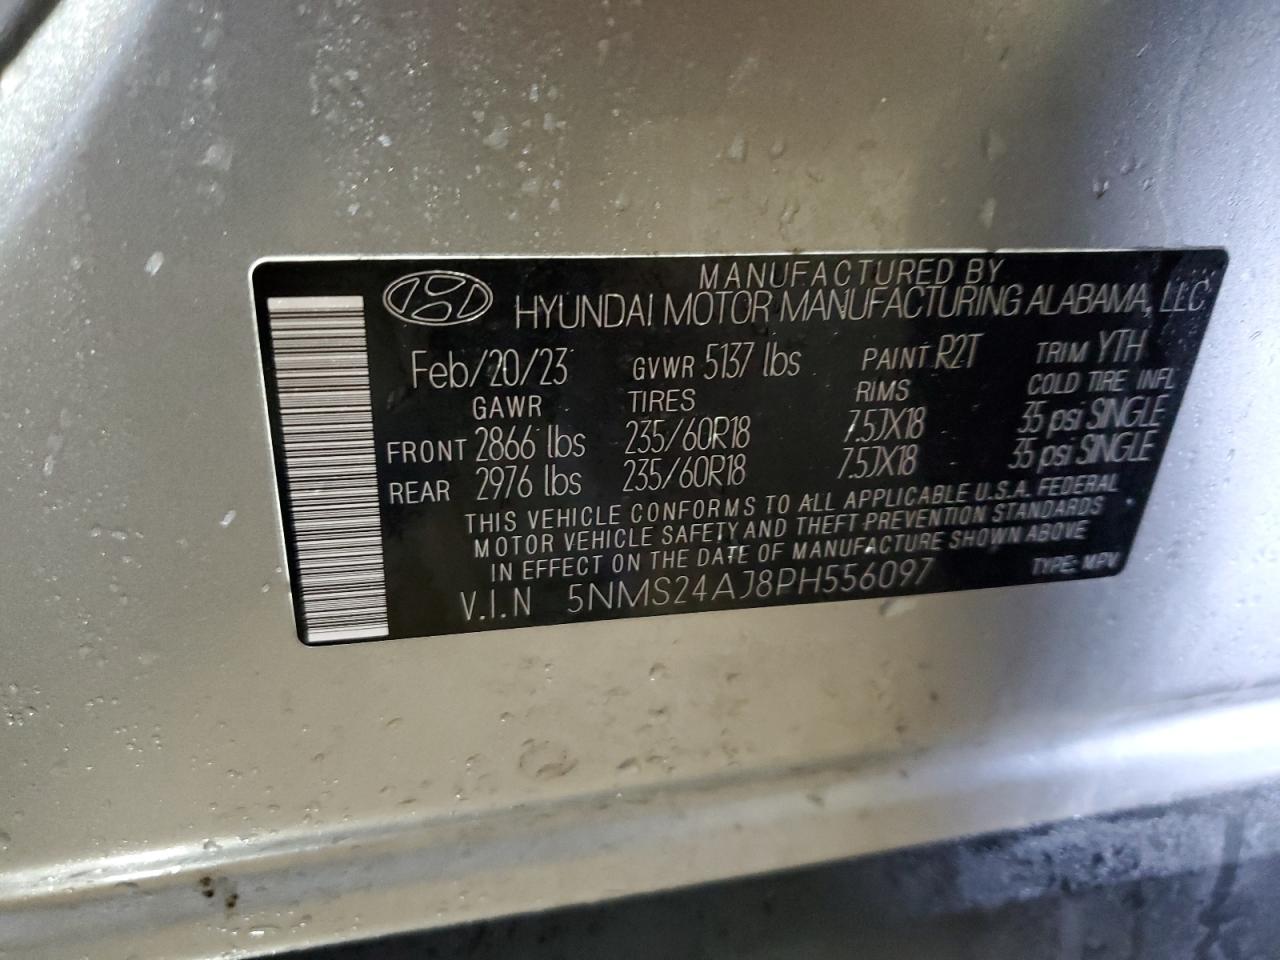 MANUFACTURED BY
HYUNDAI MOTOR MANUFACTURING ALABAMA, LLC
Feb/20/23 GVWR 5137 lbs PAINT R2T TRIM YTH
GAWR TIRES RIMS COLD TIRE INFL
FRONT 2866 lbs 235/60R18 7.5JX18 35 psi SINGLE
REAR 2976 lbs 235/60R18 7.5JX18 35 psi SINGLE
THIS VEHICLE CONFORMS TO ALL APPLICABLE U.S.A. FEDERAL
MOTOR VEHICLE SAFETY AND THEFT PREVENTION STANDARDS
IN EFFECT ON THE DATE OF MANUFACTURE SHOWN ABOVE
V.I.N 5NMS24AJ8PH556097 TYPE: MPV